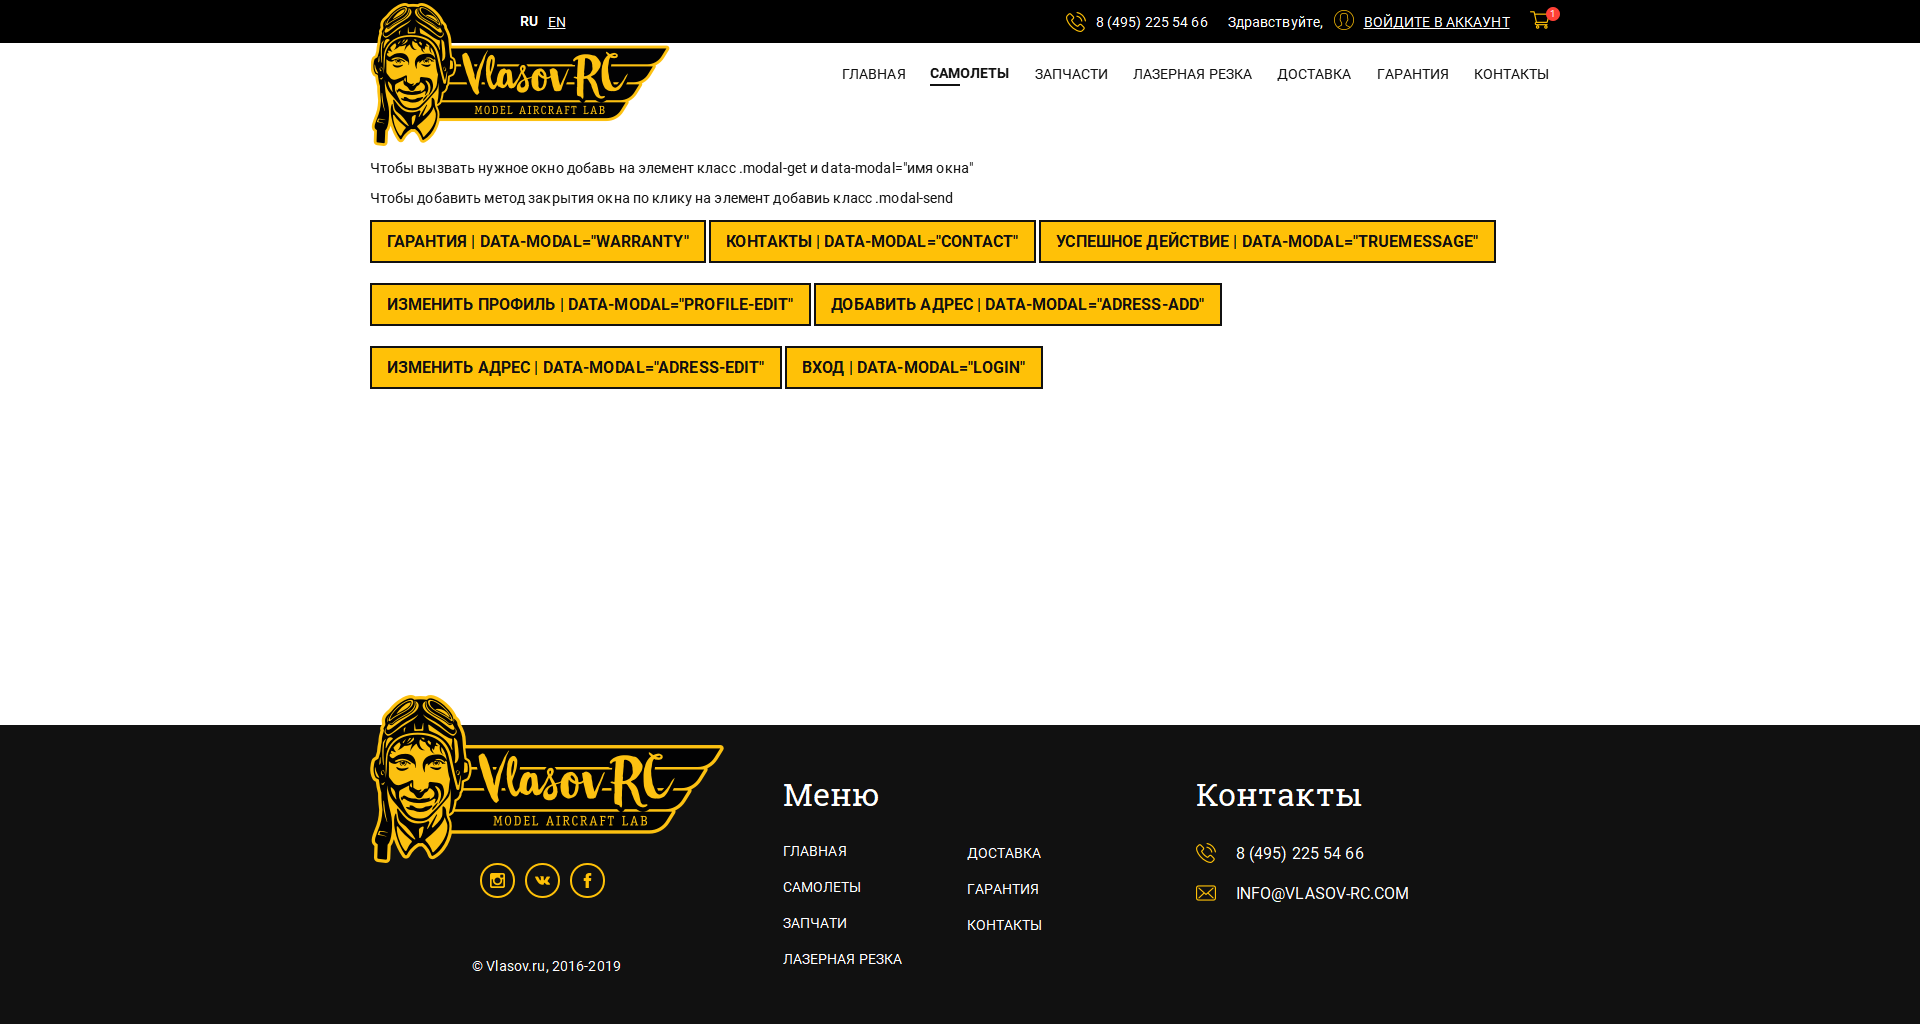 RU EN
8 (495) 225 54 66 Здравствуйте, ВОЙДИТЕ В АККАУНТ 1
Vlasov RC
MODEL AIRCRAFT LAB
ГЛАВНАЯ САМОЛЕТЫ ЗАПЧАСТИ ЛАЗЕРНАЯ РЕЗКА ДОСТАВКА ГАРАНТИЯ КОНТАКТЫ
Чтобы вызвать нужное окно добавь на элемент класс .modal-get и data-modal="имя окна"
Чтобы добавить метод закрытия окна по клику на элемент добавиь класс .modal-send
ГАРАНТИЯ | DATA-MODAL="WARRANTY" КОНТАКТЫ | DATA-MODAL="CONTACT" УСПЕШНОЕ ДЕЙСТВИЕ | DATA-MODAL="TRUEMESSAGE"
ИЗМЕНИТЬ ПРОФИЛЬ | DATA-MODAL="PROFILE-EDIT" ДОБАВИТЬ АДРЕС | DATA-MODAL="ADRESS-ADD"
ИЗМЕНИТЬ АДРЕС | DATA-MODAL="ADRESS-EDIT" ВХОД | DATA-MODAL="LOGIN"
Vlasov RC
MODEL AIRCRAFT LAB
© Vlasov.ru, 2016-2019
Меню
ГЛАВНАЯ
САМОЛЕТЫ
ЗАПЧАТИ
ЛАЗЕРНАЯ РЕЗКА
ДОСТАВКА
ГАРАНТИЯ
КОНТАКТЫ
Контакты
8 (495) 225 54 66
INFO@VLASOV-RC.COM